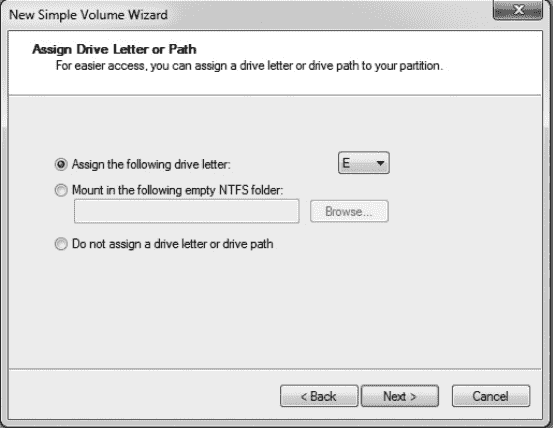 New Simple Volume Wizard
Assign Drive Letter or Path
For easier access, you can assign a drive letter or drive path to your partition.
Assign the following drive letter: E
Mount in the following empty NTFS folder:
Browse...
Do not assign a drive letter or drive path
< Back Next > Cancel